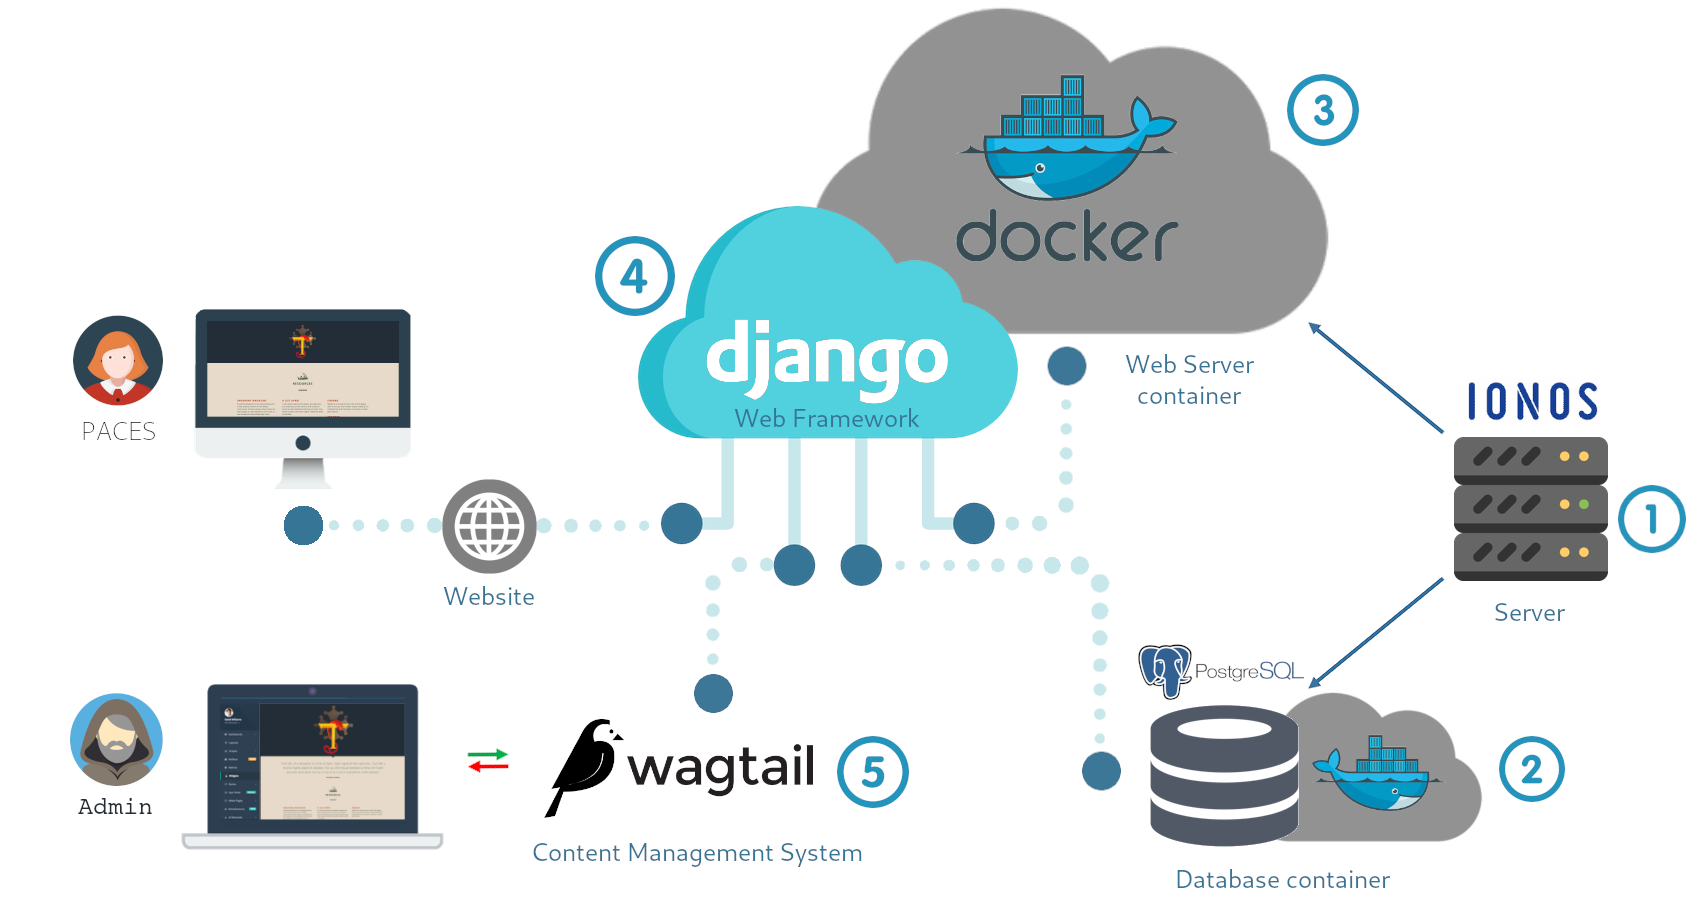 3
docker
4
django
Web Framework
Web Server
container
IONOS
1
Server
PACES
RESOURCES
Website
PostgreSQL
2
Database container
Admin
wagtail
5
Content Management System